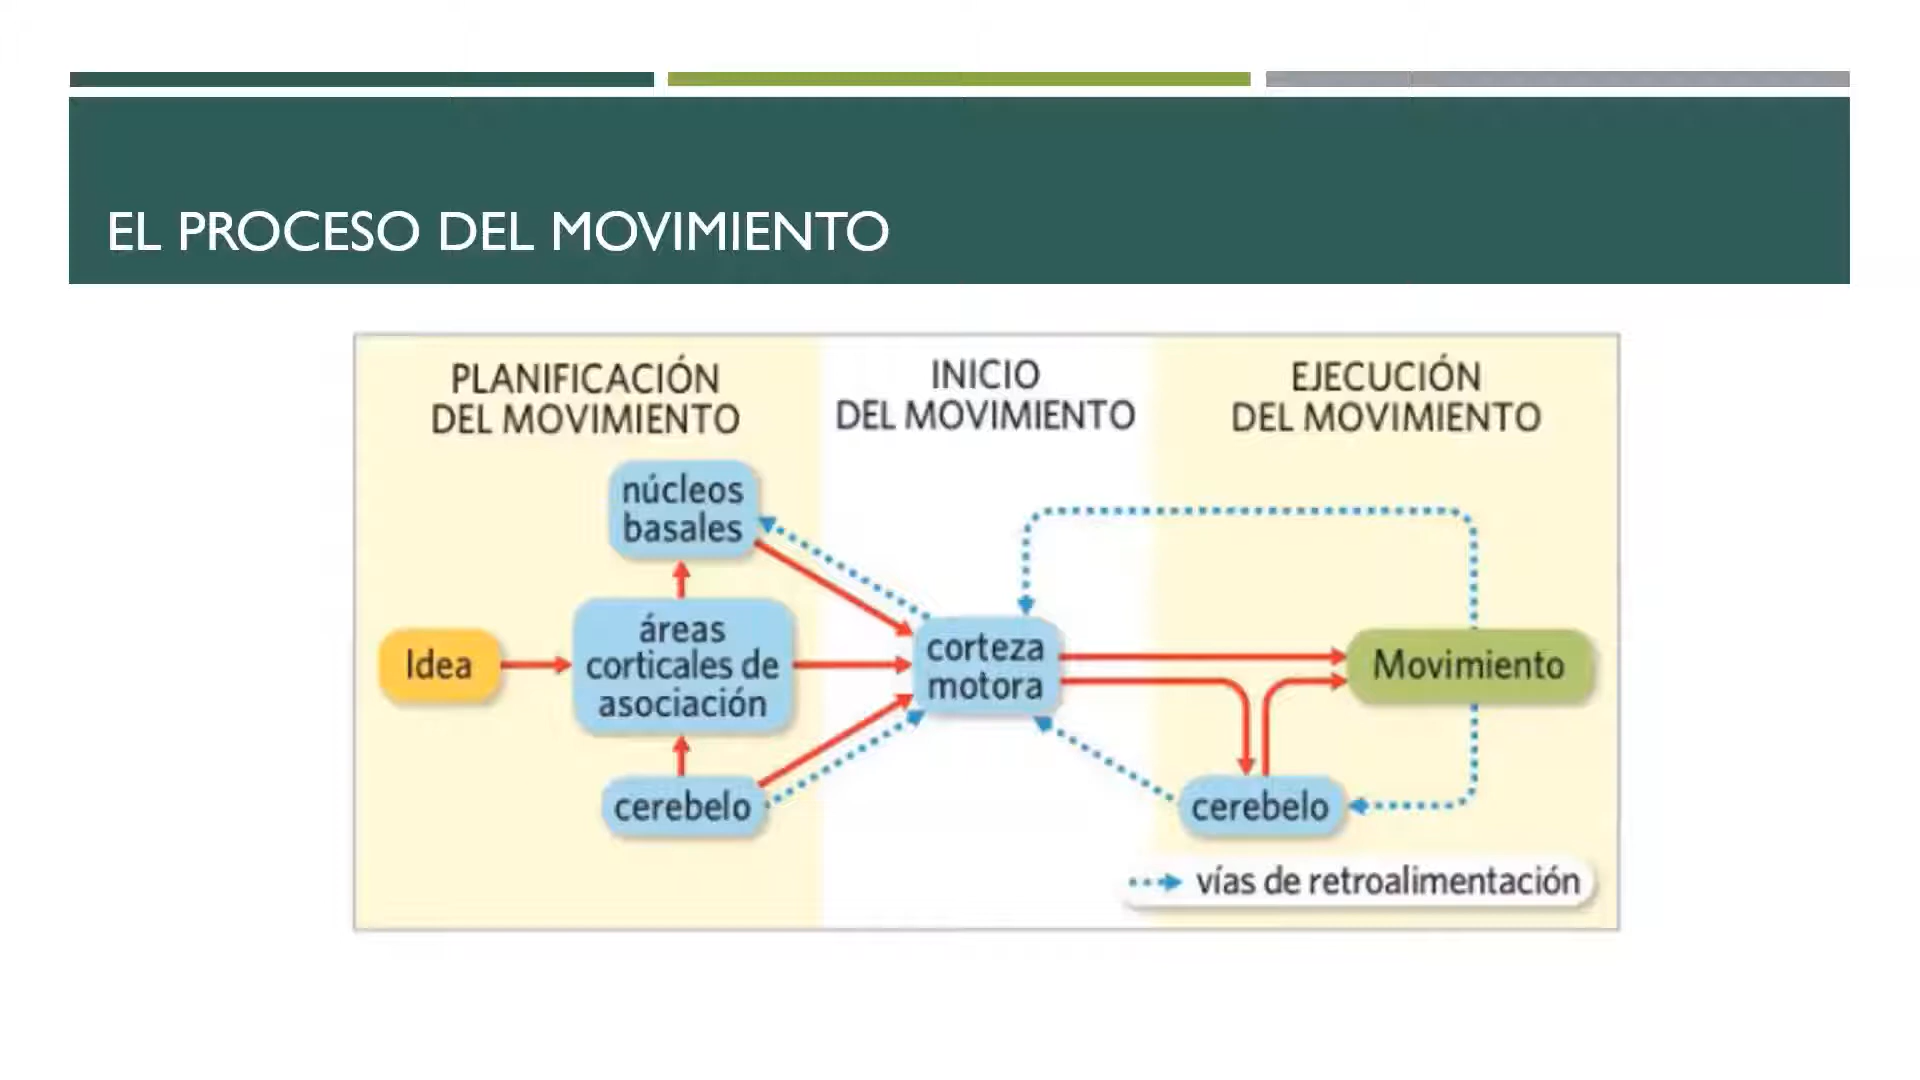 EL PROCESO DEL MOVIMIENTO
PLANIFICACIÓN
DEL MOVIMIENTO
INICIO
DEL MOVIMIENTO
EJECUCIÓN
DEL MOVIMIENTO
núcleos
basales
Idea
áreas
corticales de
asociación
cerebelo
corteza
motora
Movimiento
cerebelo
vías de retroalimentación